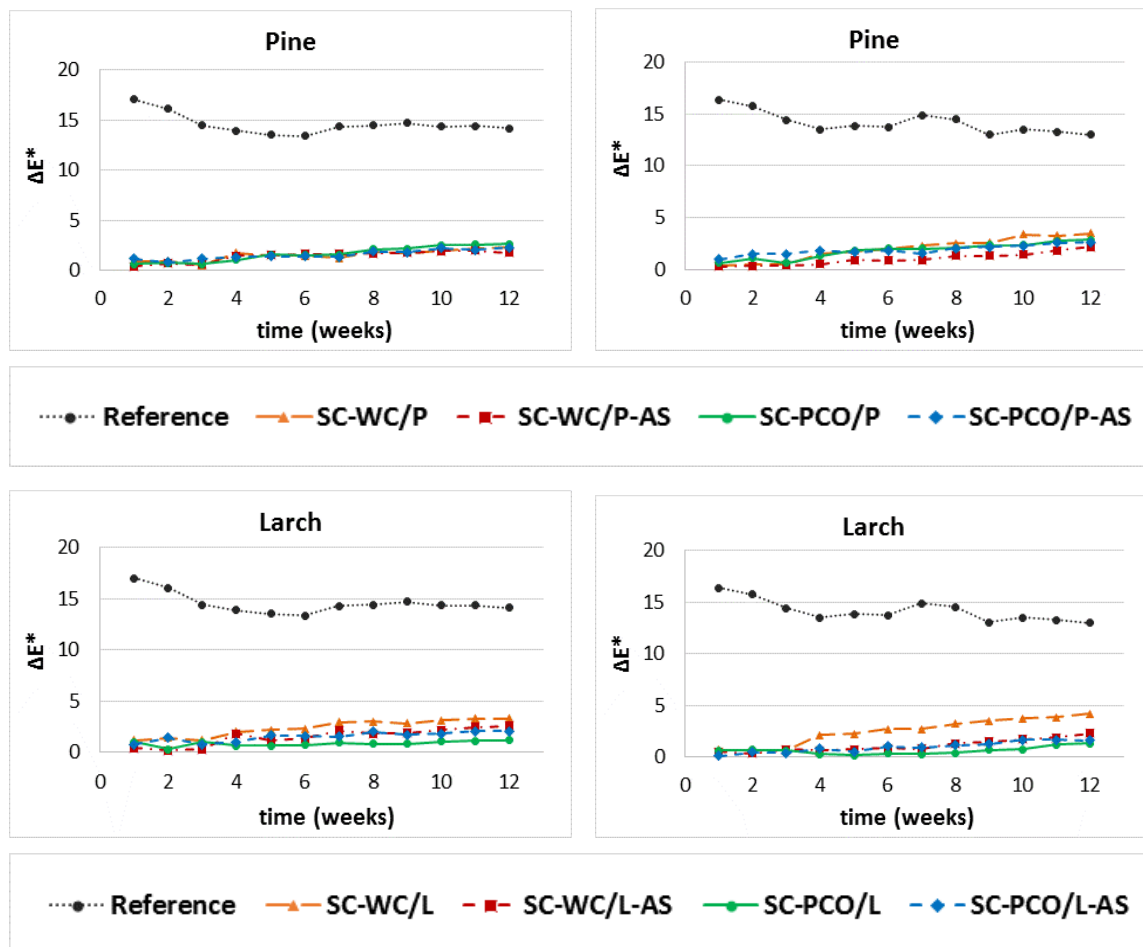 Pine
20
15
10
5
0
ΔE*
0 2 4 6 8 10 12
time (weeks)
Pine
20
15
10
5
0
ΔE*
0 2 4 6 8 10 12
time (weeks)
Reference SC-WC/P SC-WC/P-AS SC-PCO/P SC-PCO/P-AS
Larch
20
15
10
5
0
ΔE*
0 2 4 6 8 10 12
time (weeks)
Larch
20
15
10
5
0
ΔE*
0 2 4 6 8 10 12
time (weeks)
Reference SC-WC/L SC-WC/L-AS SC-PCO/L SC-PCO/L-AS